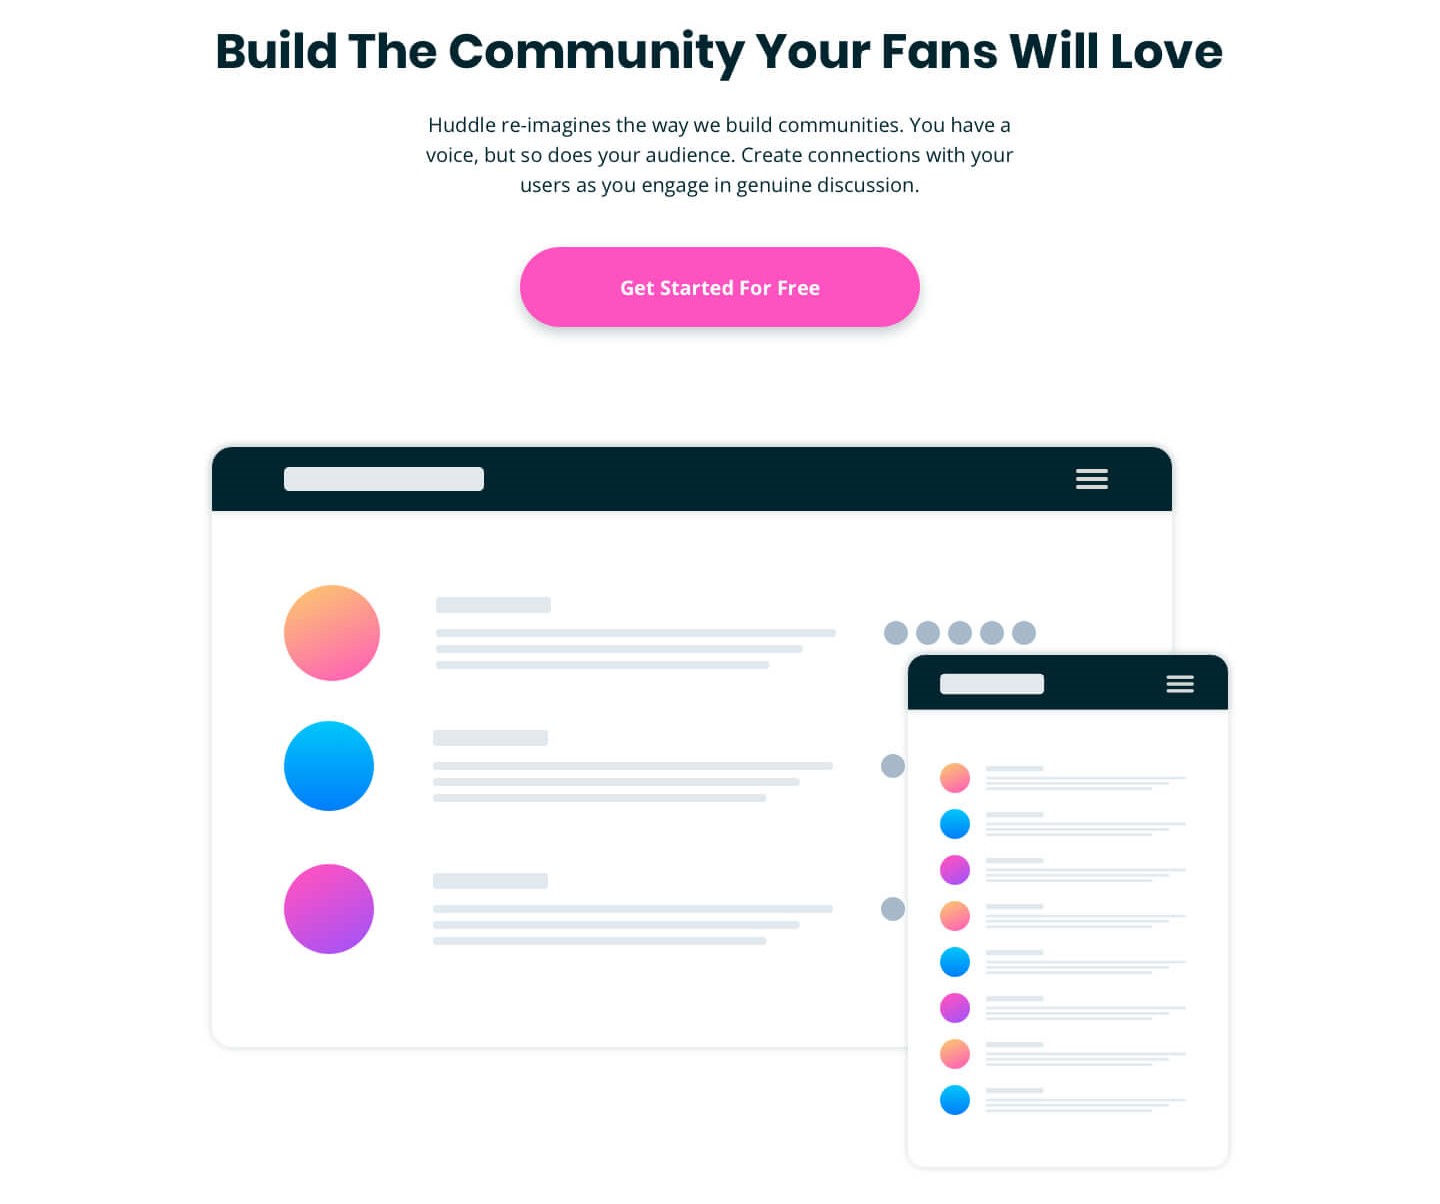 Build The Community Your Fans Will Love
Huddle re-imagines the way we build communities. You have a
voice, but so does your audience. Create connections with your
users as you engage in genuine discussion.
Get Started For Free